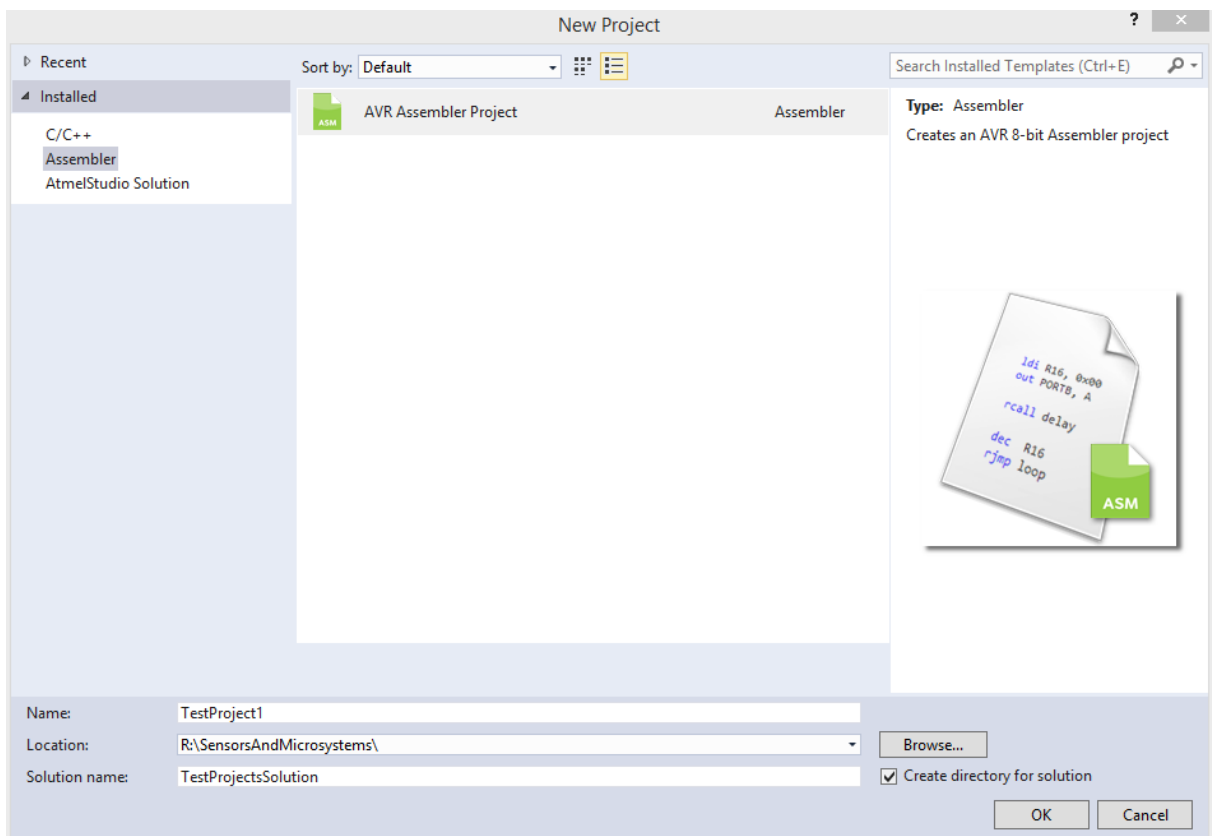 New Project
?
Recent
Sort by: Default
Search Installed Templates (Ctrl+E)
Installed
C/C++
Assembler
AtmelStudio Solution
ASM
AVR Assembler Project
Assembler
Type: Assembler
Creates an AVR 8-bit Assembler project
ldi R16, 0x00
out PORTB, A
rcall delay
dec R16
rjmp loop
ASM
Name: TestProject1
Location: R:\SensorsAndMicrosystems\
Browse...
Solution name: TestProjectsSolution
Create directory for solution
OK
Cancel